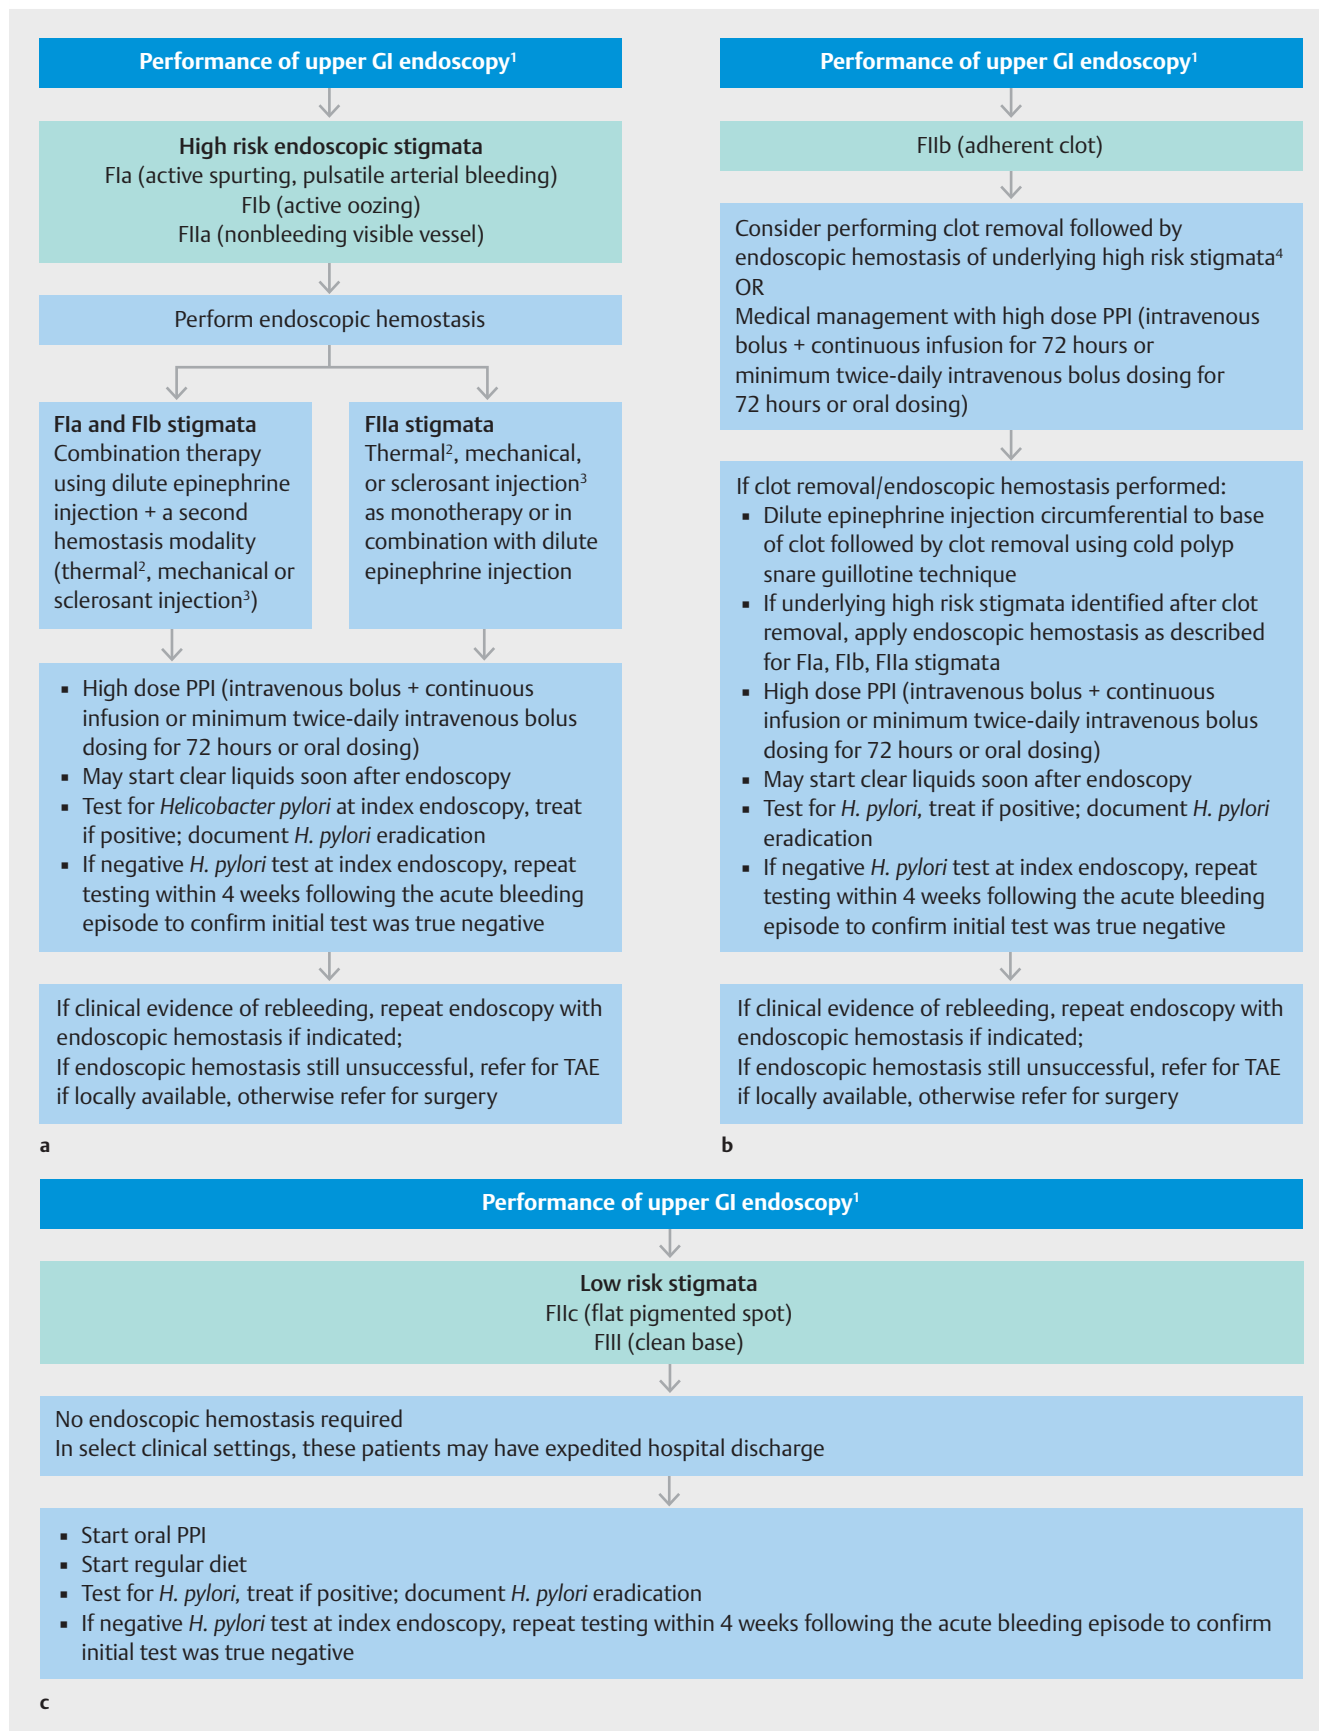 Performance of upper GI endoscopy¹
High risk endoscopic stigmata
FIa (active spurting, pulsatile arterial bleeding)
FIb (active oozing)
FIIa (nonbleeding visible vessel)
Perform endoscopic hemostasis
FIa and FIb stigmata
Combination therapy
using dilute epinephrine
injection + a second
hemostasis modality
(thermal², mechanical or
sclerosant injection³)
FIIa stigmata
Thermal², mechanical,
or sclerosant injection³
as monotherapy or in
combination with dilute
epinephrine injection
▪ High dose PPI (intravenous bolus + continuous
infusion or minimum twice-daily intravenous bolus
dosing for 72 hours or oral dosing)
▪ May start clear liquids soon after endoscopy
▪ Test for Helicobacter pylori at index endoscopy, treat
if positive; document H. pylori eradication
▪ If negative H. pylori test at index endoscopy, repeat
testing within 4 weeks following the acute bleeding
episode to confirm initial test was true negative
If clinical evidence of rebleeding, repeat endoscopy with
endoscopic hemostasis if indicated;
If endoscopic hemostasis still unsuccessful, refer for TAE
if locally available, otherwise refer for surgery
a
Performance of upper GI endoscopy¹
FIIb (adherent clot)
Consider performing clot removal followed by
endoscopic hemostasis of underlying high risk stigmata⁴
OR
Medical management with high dose PPI (intravenous
bolus + continuous infusion for 72 hours or
minimum twice-daily intravenous bolus dosing for
72 hours or oral dosing)
If clot removal/endoscopic hemostasis performed:
▪ Dilute epinephrine injection circumferential to base
of clot followed by clot removal using cold polyp
snare guillotine technique
▪ If underlying high risk stigmata identified after clot
removal, apply endoscopic hemostasis as described
for FIa, FIb, FIIa stigmata
▪ High dose PPI (intravenous bolus + continuous
infusion or minimum twice-daily intravenous bolus
dosing for 72 hours or oral dosing)
▪ May start clear liquids soon after endoscopy
▪ Test for H. pylori, treat if positive; document H. pylori
eradication
▪ If negative H. pylori test at index endoscopy, repeat
testing within 4 weeks following the acute bleeding
episode to confirm initial test was true negative
If clinical evidence of rebleeding, repeat endoscopy with
endoscopic hemostasis if indicated;
If endoscopic hemostasis still unsuccessful, refer for TAE
if locally available, otherwise refer for surgery
b
Performance of upper GI endoscopy¹
Low risk stigmata
FIIc (flat pigmented spot)
FIII (clean base)
No endoscopic hemostasis required
In select clinical settings, these patients may have expedited hospital discharge
▪ Start oral PPI
▪ Start regular diet
▪ Test for H. pylori, treat if positive; document H. pylori eradication
▪ If negative H. pylori test at index endoscopy, repeat testing within 4 weeks following the acute bleeding episode to confirm
initial test was true negative
c